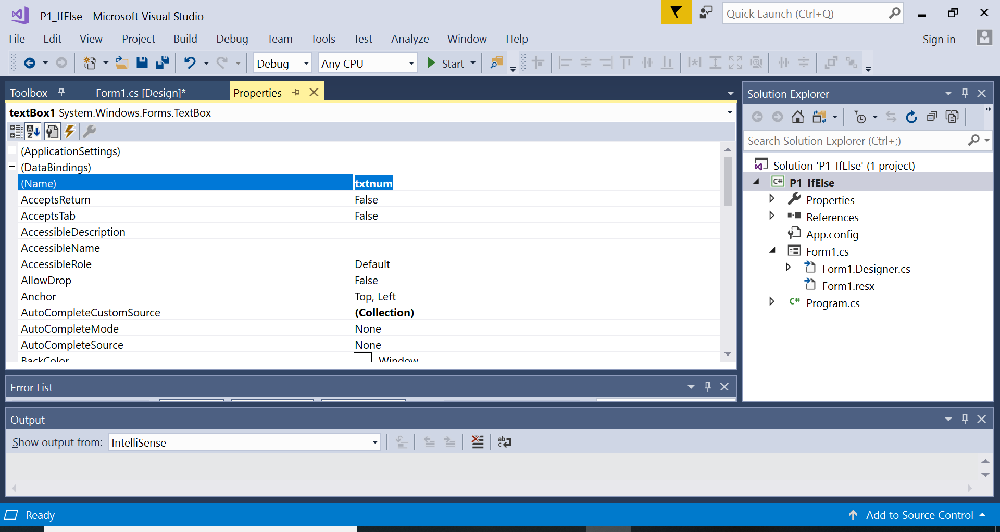 P1_IfElse - Microsoft Visual Studio
Quick Launch (Ctrl+Q)
File Edit View Project Build Debug Team Tools Test Analyze Window Help
Sign in
Debug Any CPU Start
Toolbox Form1.cs [Design]* Properties
textBox1 System.Windows.Forms.TextBox
(ApplicationSettings)
(DataBindings)
(Name) txtnum
AcceptsReturn False
AcceptsTab False
AccessibleDescription
AccessibleName
AccessibleRole Default
AllowDrop False
Anchor Top, Left
AutoCompleteCustomSource (Collection)
AutoCompleteMode None
AutoCompleteSource None
BackColor Window
Solution Explorer
Search Solution Explorer (Ctrl+;)
Solution 'P1_IfElse' (1 project)
C# P1_IfElse
Properties
References
App.config
Form1.cs
Form1.Designer.cs
Form1.resx
C# Program.cs
Error List
Output
Show output from: IntelliSense
Ready
Add to Source Control